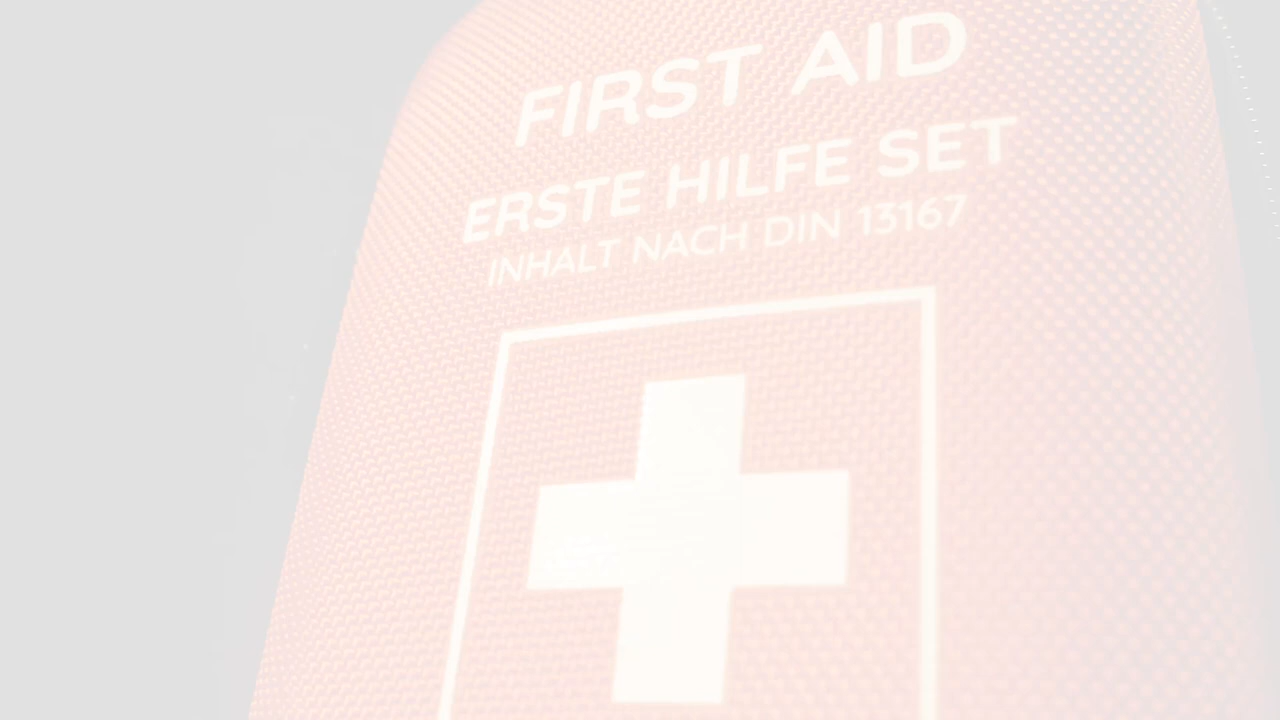 FIRST AID
ERSTE HILFE SET
INHALT NACH DIN 13167